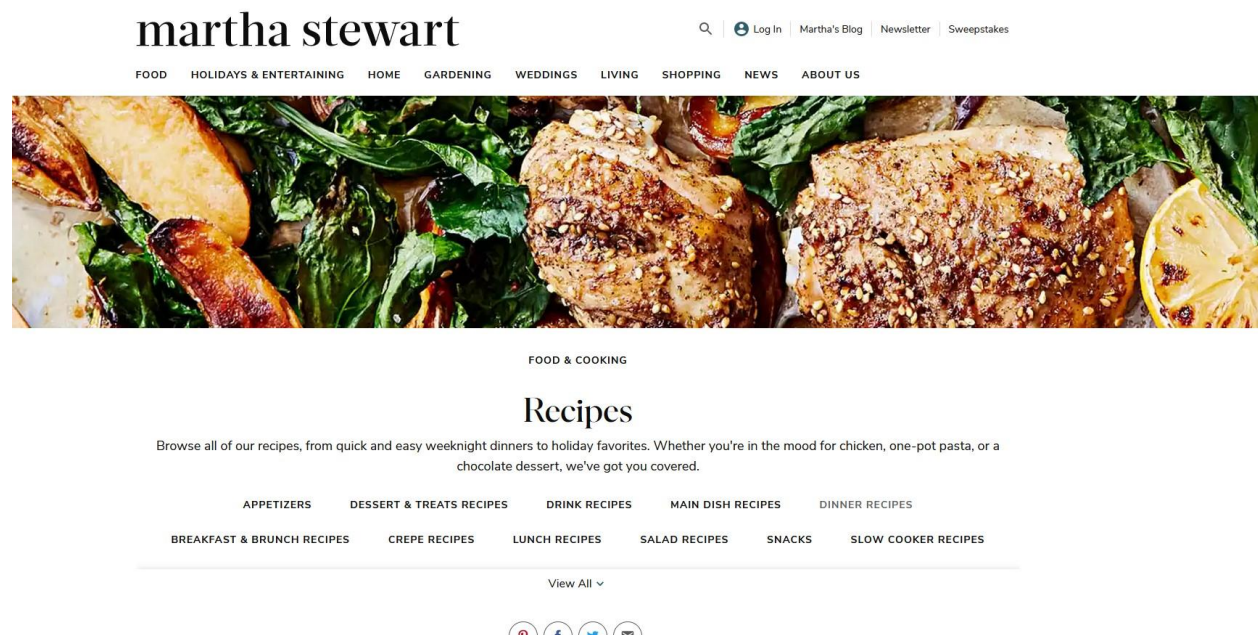 martha stewart
Log In Martha's Blog Newsletter Sweepstakes
FOOD HOLIDAYS & ENTERTAINING HOME GARDENING WEDDINGS LIVING SHOPPING NEWS ABOUT US
FOOD & COOKING
Recipes
Browse all of our recipes, from quick and easy weeknight dinners to holiday favorites. Whether you're in the mood for chicken, one-pot pasta, or a
chocolate dessert, we've got you covered.
APPETIZERS DESSERT & TREATS RECIPES DRINK RECIPES MAIN DISH RECIPES DINNER RECIPES
BREAKFAST & BRUNCH RECIPES CREPE RECIPES LUNCH RECIPES SALAD RECIPES SNACKS SLOW COOKER RECIPES
View All